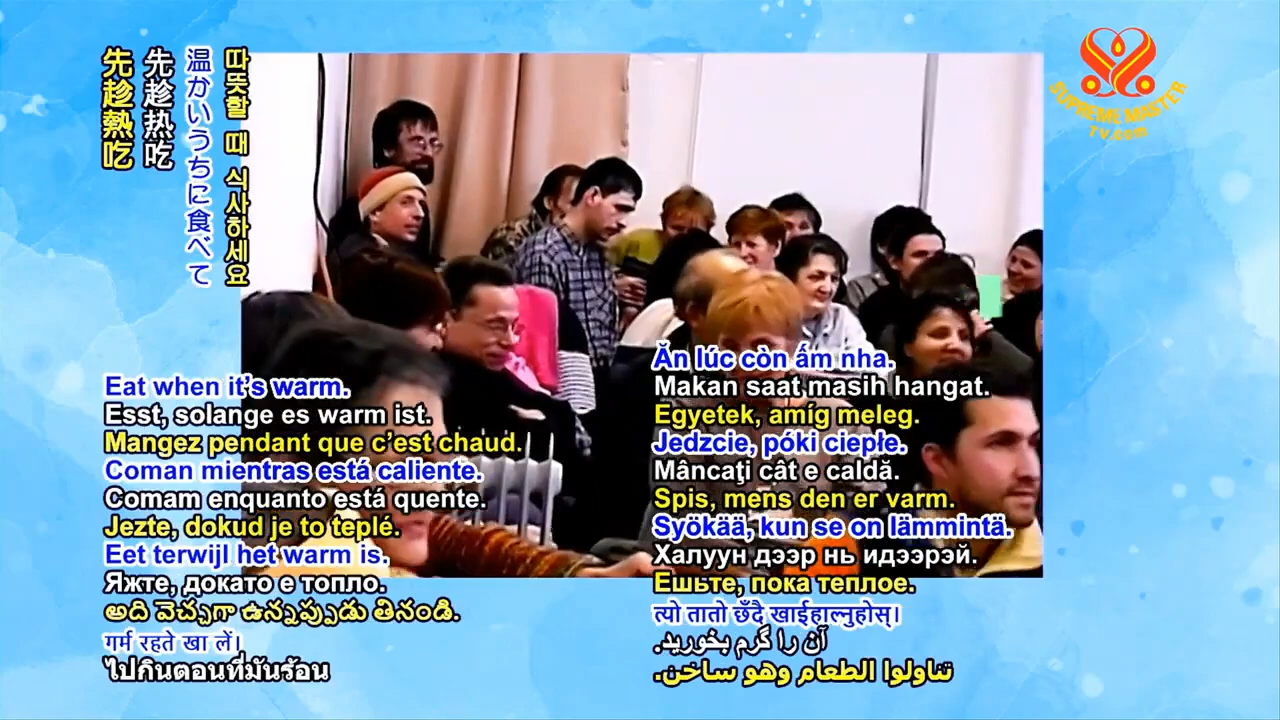 先趁熱吃
先趁热吃
温かいうちに食べて
따뜻할 때 식사하세요
SUPREME MASTER
TV.com
Eat when it's warm.
Esst, solange es warm ist.
Mangez pendant que c'est chaud.
Coman mientras está caliente.
Comam enquanto está quente.
Jezte, dokud je to teplé.
Eet terwijl het warm is.
Яжте, докато е топло.
అది వెచ్చగా ఉన్నప్పుడు తినండి.
गर्म रहते खा लें।
ไปกินตอนที่มันร้อน
Ăn lúc còn ấm nha.
Makan saat masih hangat.
Egyetek, amíg meleg.
Jedzcie, póki ciepłe.
Mâncaţi cât e caldă.
Spis, mens den er varm.
Syökää, kun se on lämmintä.
Халуун дээр нь идээрэй.
Ешьте, пока теплое.
त्यो तातो छँदै खाईहाल्नुहोस्।
آن را گرم بخورید.
تناولوا الطعام وهو ساخن.